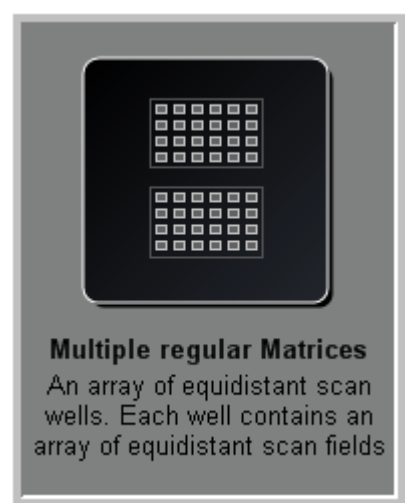 Multiple regular Matrices
An array of equidistant scan
wells. Each well contains an
array of equidistant scan fields